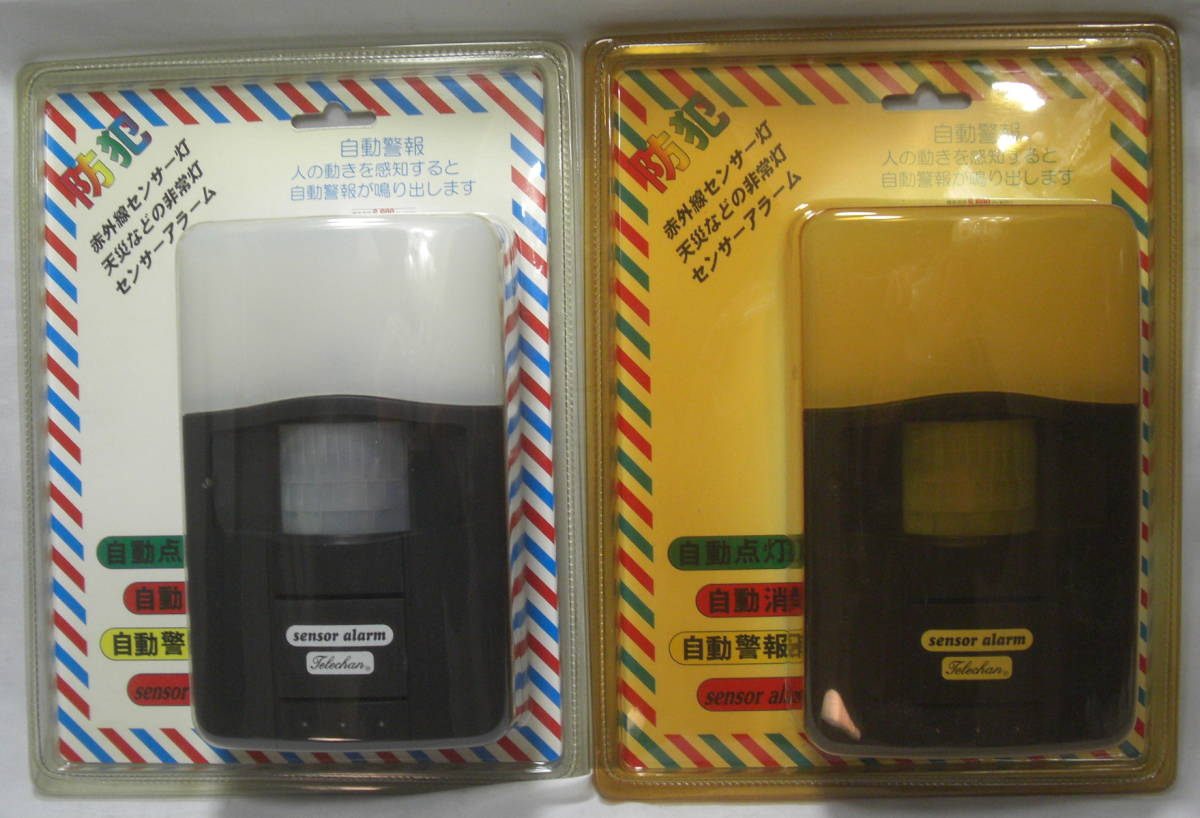 防犯
赤外線センサー灯
天災などの非常灯
センサーアラーム
自動警報
人の動きを感知すると
自動警報が鳴り出します
自動点
自動
自動警
sensor
sensor alarm
Telechan
防犯
赤外線センサー灯
天災などの非常灯
センサーアラーム
自動警報
人の動きを感知すると
自動警報が鳴り出します
自動点灯
自動消
自動警報
sensor ala
sensor alarm
Telechan